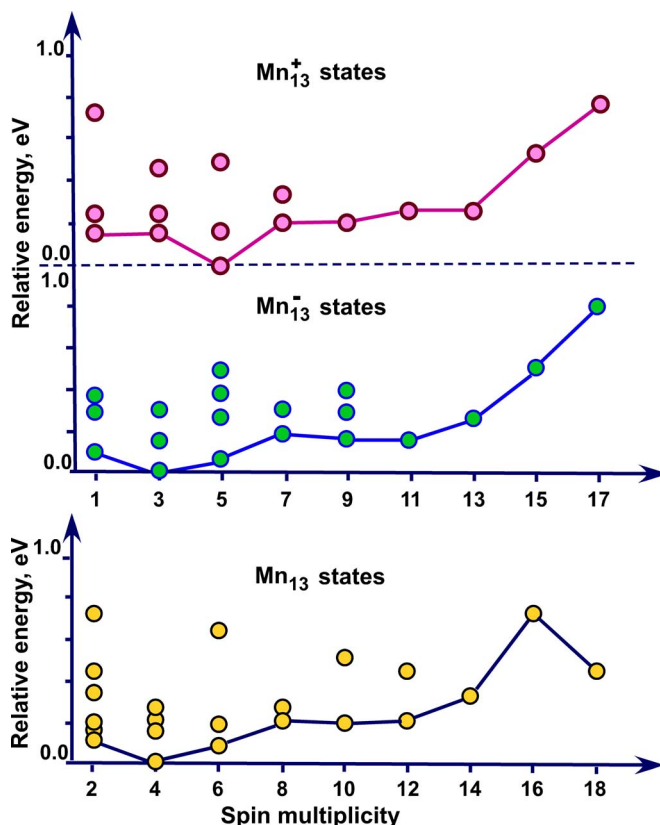 1.0
Mn13+ states
Relative energy, eV
0.0
1.0
Mn13- states
0.0
1 3 5 7 9 11 13 15 17
1.0
Mn13 states
Relative energy, eV
0.0
2 4 6 8 10 12 14 16 18
Spin multiplicity